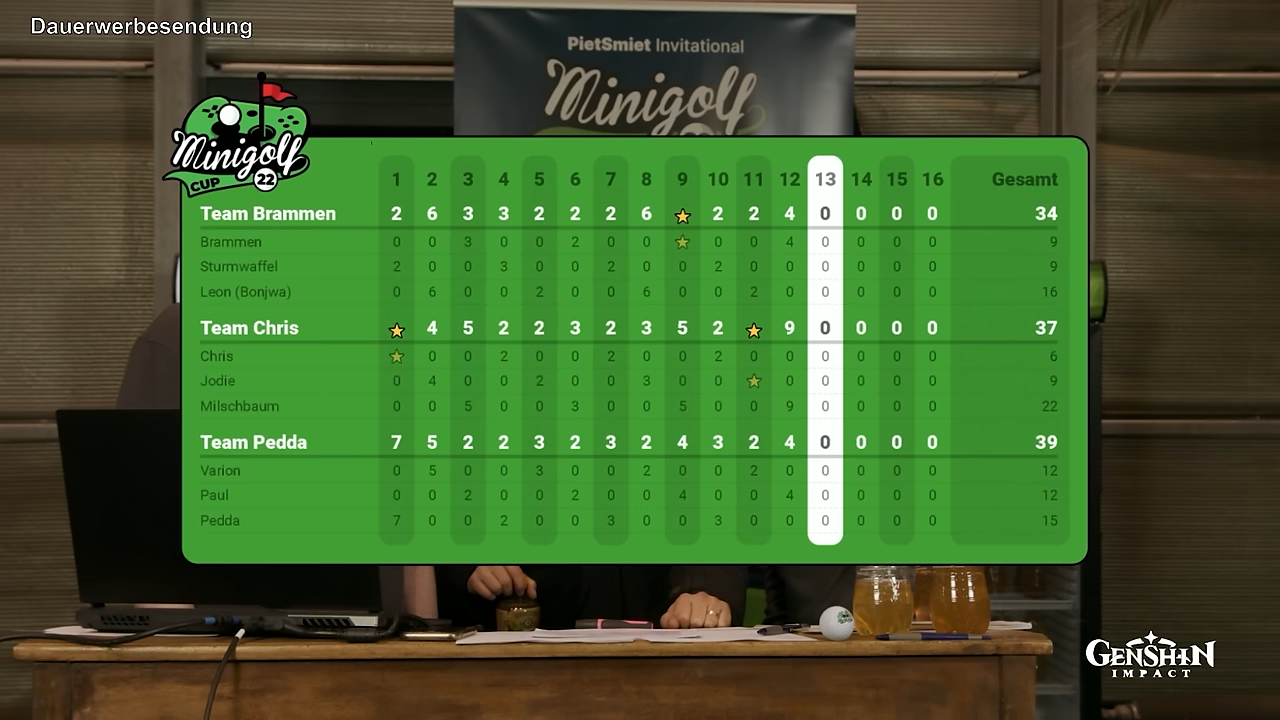 Dauerwerbesendung
PietSmiet Invitational
Minigolf
Minigolf
CUP 22
1 2 3 4 5 6 7 8 9 10 11 12 13 14 15 16 Gesamt
Team Brammen 2 6 3 3 2 2 2 6 ★ 2 2 4 0 0 0 0 34
Brammen 0 0 3 0 0 2 0 0 ★ 0 0 4 0 0 0 0 9
Sturmwaffel 2 0 0 3 0 0 2 0 0 2 0 0 0 0 0 0 9
Leon (Bonjwa) 0 6 0 0 2 0 0 6 0 0 2 0 0 0 0 0 16
Team Chris ★ 4 5 2 2 3 2 3 5 2 ★ 9 0 0 0 0 37
Chris ★ 0 0 2 0 0 2 0 0 2 0 0 0 0 0 0 6
Jodie 0 4 0 0 2 0 0 3 0 0 ★ 0 0 0 0 0 9
Milschbaum 0 0 5 0 0 3 0 0 5 0 0 9 0 0 0 0 22
Team Pedda 7 5 2 2 3 2 3 2 4 3 2 4 0 0 0 0 39
Varion 0 5 0 0 3 0 0 2 0 0 2 0 0 0 0 0 12
Paul 0 0 2 0 0 2 0 0 4 0 0 4 0 0 0 0 12
Pedda 7 0 0 2 0 0 3 0 0 3 0 0 0 0 0 0 15
GENSHIN
IMPACT